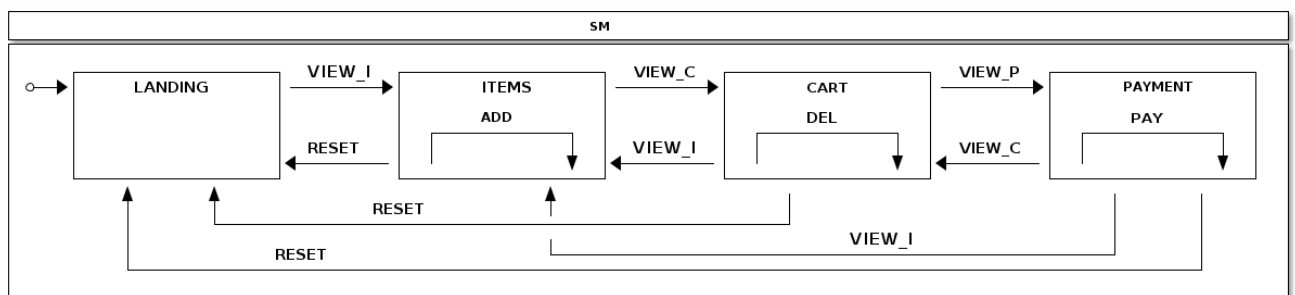 SM
VIEW_I
VIEW_C
VIEW_P
LANDING
ITEMS
CART
PAYMENT
ADD
DEL
PAY
RESET
VIEW_I
VIEW_C
RESET
VIEW_I
RESET